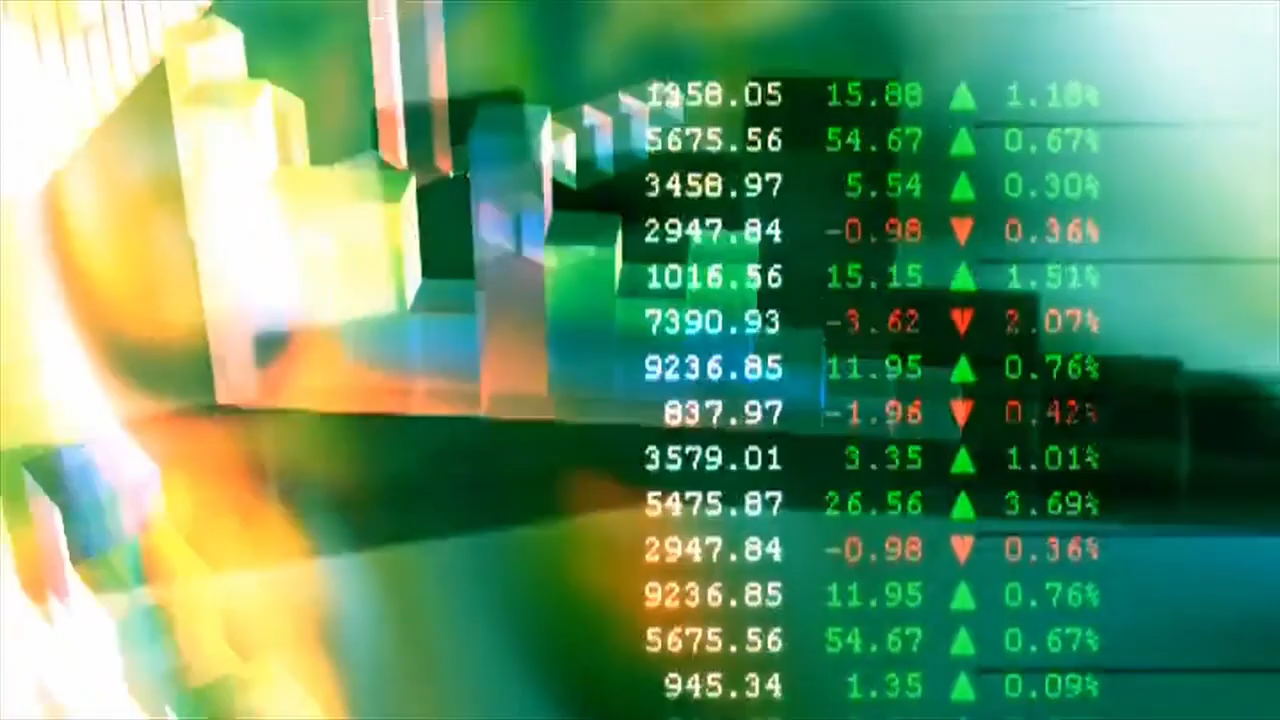 1358.05 15.88 ▲ 1.18%
5675.56 54.67 ▲ 0.67%
3458.97 5.54 ▲ 0.30%
2947.84 -0.98 ▼ 0.36%
1016.56 15.15 ▲ 1.51%
7390.93 -3.62 ▼ 2.07%
9236.85 11.95 ▲ 0.76%
837.97 -1.96 ▼ 0.42%
3579.01 3.35 ▲ 1.01%
5475.87 26.56 ▲ 3.69%
2947.84 -0.98 ▼ 0.36%
9236.85 11.95 ▲ 0.76%
5675.56 54.67 ▲ 0.67%
945.34 1.35 ▲ 0.09%